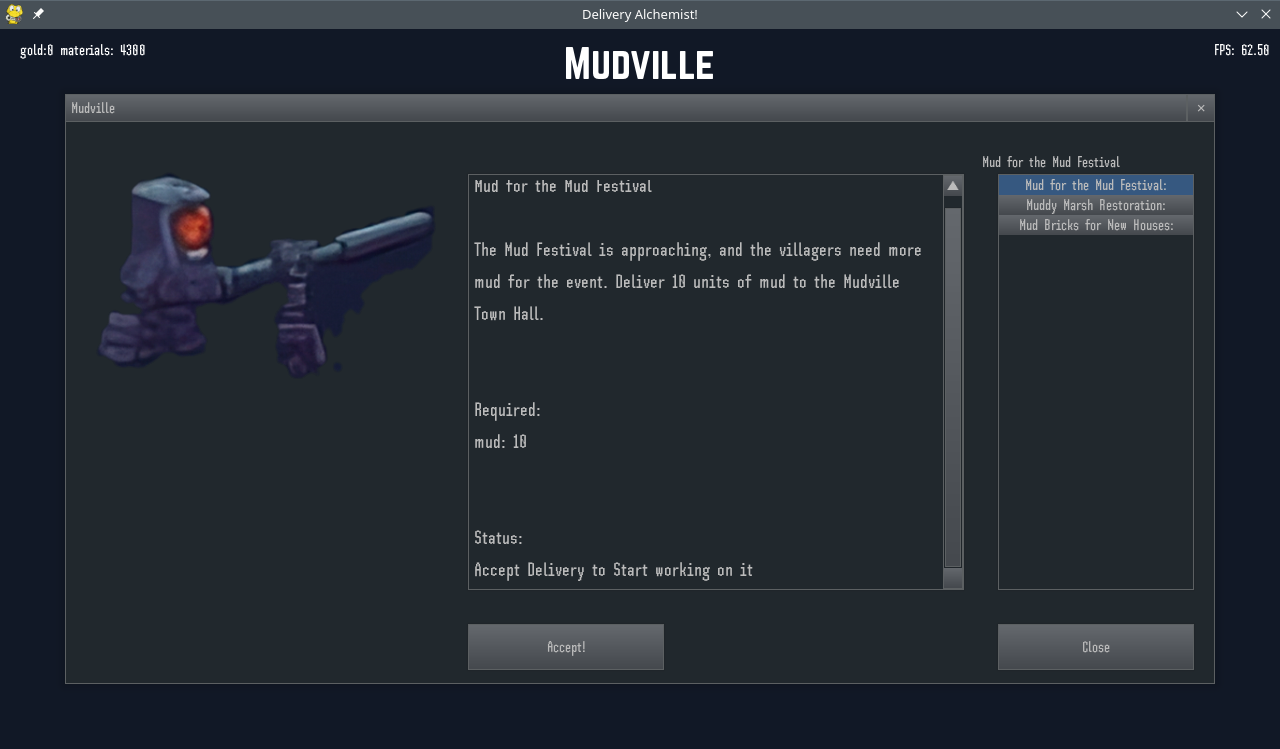 Delivery Alchemist!
gold:0 materials: 4300
Mudville
FPS: 62.50
Mudville
Mud for the Mud Festival
Mud for the Mud Festival
The Mud Festival is approaching, and the villagers need more
mud for the event. Deliver 10 units of mud to the Mudville
Town Hall.
Required:
mud: 10
Status:
Accept Delivery to Start working on it
Mud for the Mud Festival:
Muddy Marsh Restoration:
Mud Bricks for New Houses:
Accept!
Close